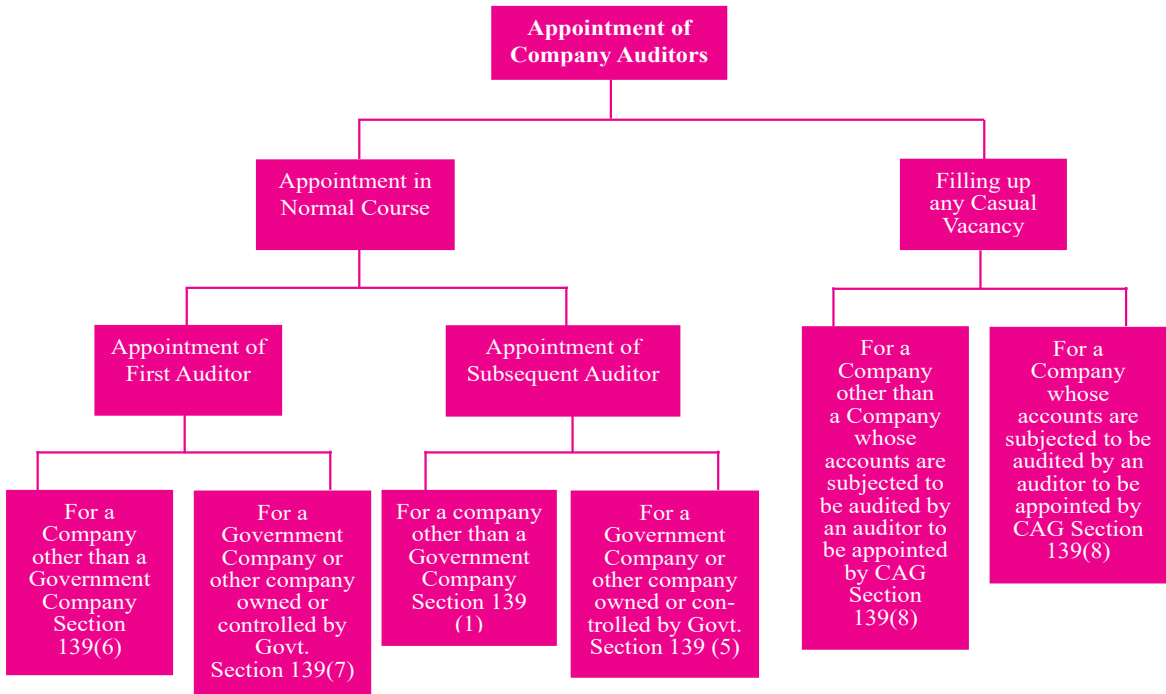 Appointment of
Company Auditors
Appointment in
Normal Course
Filling up
any Casual
Vacancy
Appointment of
First Auditor
Appointment of
Subsequent Auditor
For a
Company
other than
a Company
whose
accounts are
subjected to
be audited by
an auditor to
be appointed
by CAG
Section
139(8)
For a
Company
whose
accounts are
subjected to be
audited by an
auditor to be
appointed by
CAG Section
139(8)
For a
Company
other than a
Government
Company
Section
139(6)
For a
Government
Company or
other company
owned or
controlled by
Govt.
Section 139(7)
For a company
other than a
Government
Company
Section 139
(1)
For a
Government
Company or
other company
owned or con-
trolled by Govt.
Section 139 (5)